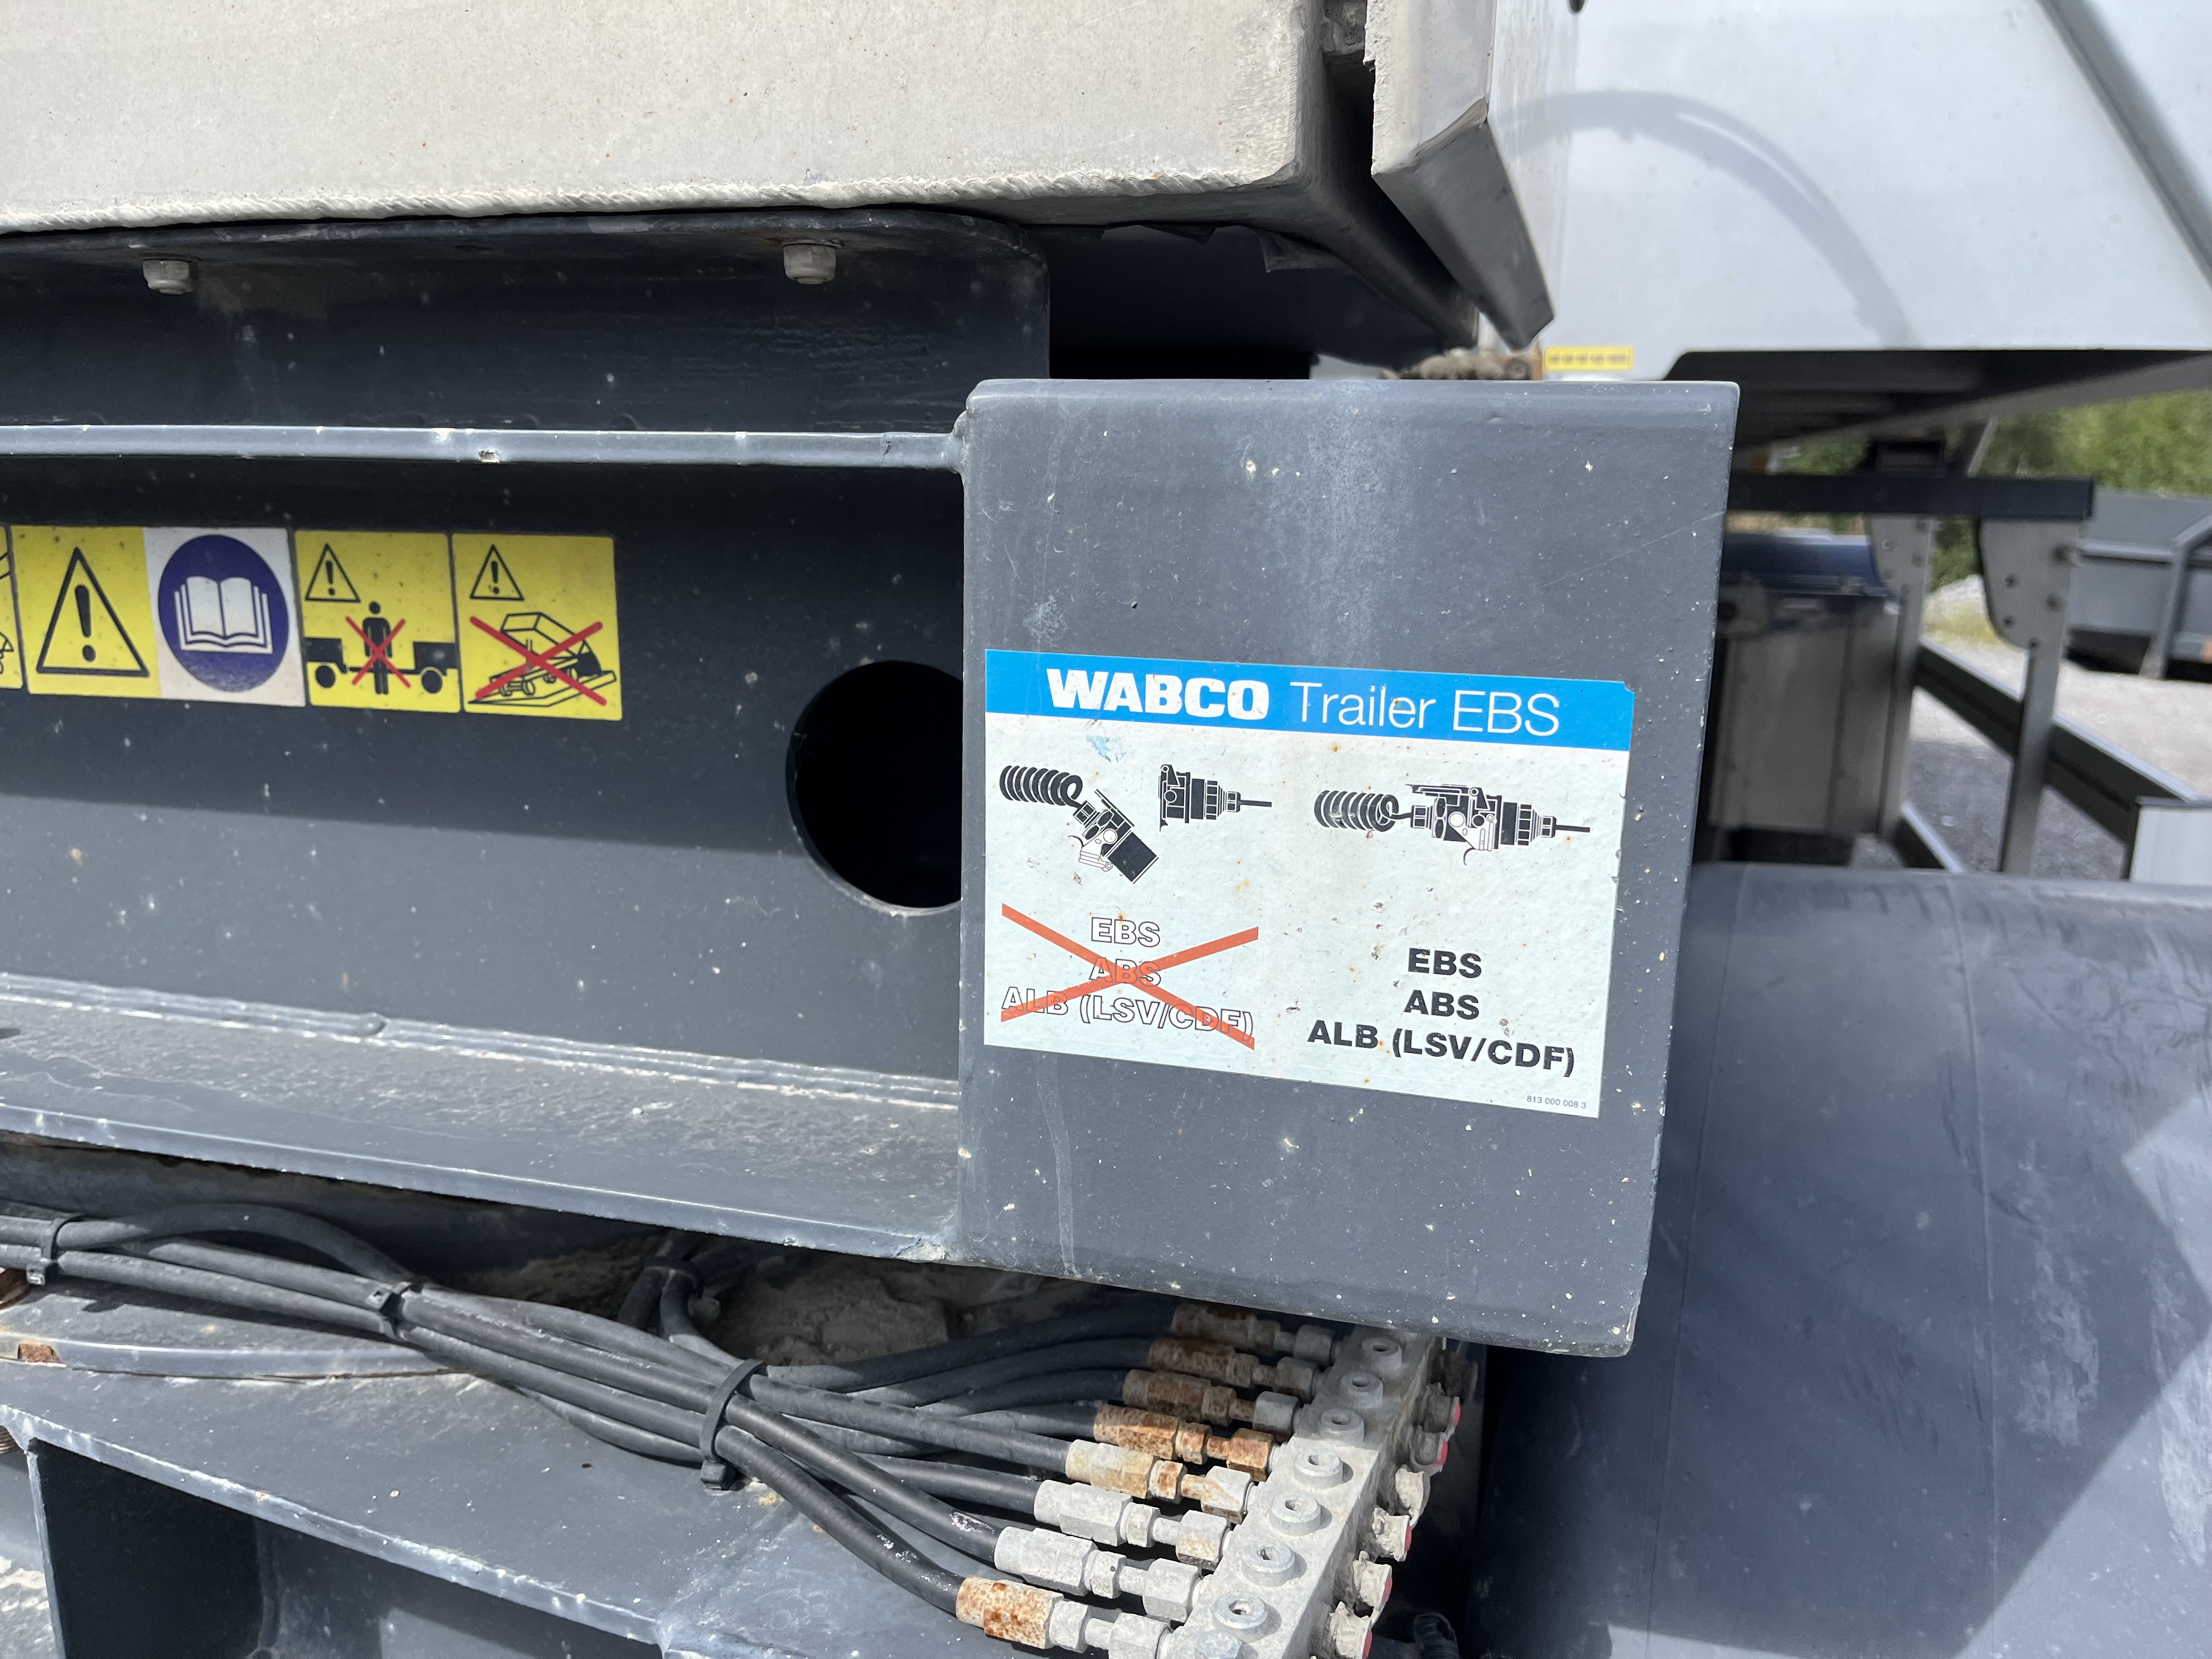 WABCO Trailer EBS
EBS
ABS
ALB (LSV/CDF)
EBS
ABS
ALB (LSV/CDF)
813 000 008 3